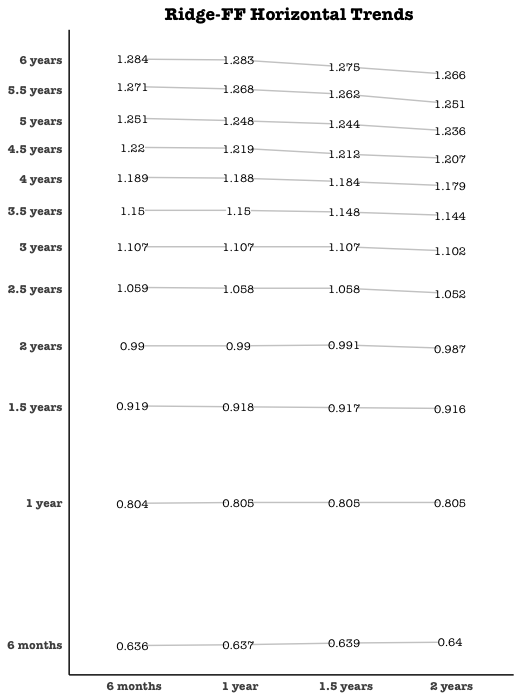 Ridge-FF Horizontal Trends
6 years 1.284 1.283 1.275 1.266
5.5 years 1.271 1.268 1.262 1.251
5 years 1.251 1.248 1.244 1.236
4.5 years 1.22 1.219 1.212 1.207
4 years 1.189 1.188 1.184 1.179
3.5 years 1.15 1.15 1.148 1.144
3 years 1.107 1.107 1.107 1.102
2.5 years 1.059 1.058 1.058 1.052
2 years 0.99 0.99 0.991 0.987
1.5 years 0.919 0.918 0.917 0.916
1 year 0.804 0.805 0.805 0.805
6 months 0.636 0.637 0.639 0.64
6 months 1 year 1.5 years 2 years